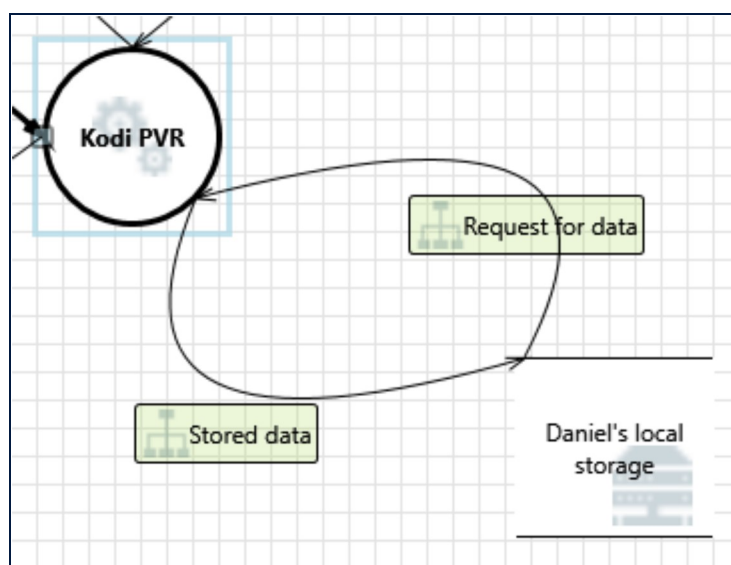 Kodi PVR
Request for data
Stored data
Daniel's local
storage